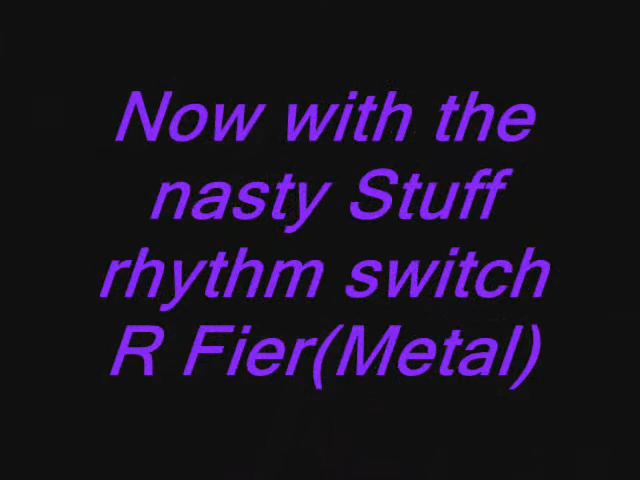 Now with the
nasty Stuff
rhythm switch
R Fier(Metal)